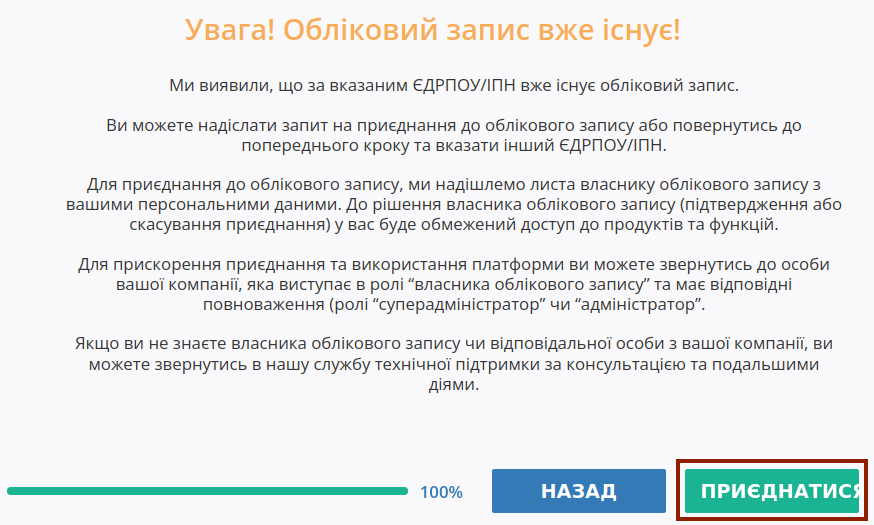 Увага! Обліковий запис вже існує!
Ми виявили, що за вказаним ЄДРПОУ/ІПН вже існує обліковий запис.
Ви можете надіслати запит на приєднання до облікового запису або повернутись до
попереднього кроку та вказати інший ЄДРПОУ/ІПН.
Для приєднання до облікового запису, ми надішлемо листа власнику облікового запису з
вашими персональними даними. До рішення власника облікового запису (підтвердження або
скасування приєднання) у вас буде обмежений доступ до продуктів та функцій.
Для прискорення приєднання та використання платформи ви можете звернутись до особи
вашої компанії, яка виступає в ролі “власника облікового запису” та має відповідні
повноваження (ролі “суперадміністратор” чи “адміністратор”.
Якщо ви не знаєте власника облікового запису чи відповідальної особи з вашої компанії, ви
можете звернутись в нашу службу технічної підтримки за консультацією та подальшими
діями.
100%
НАЗАД
ПРИЄДНАТИСЯ